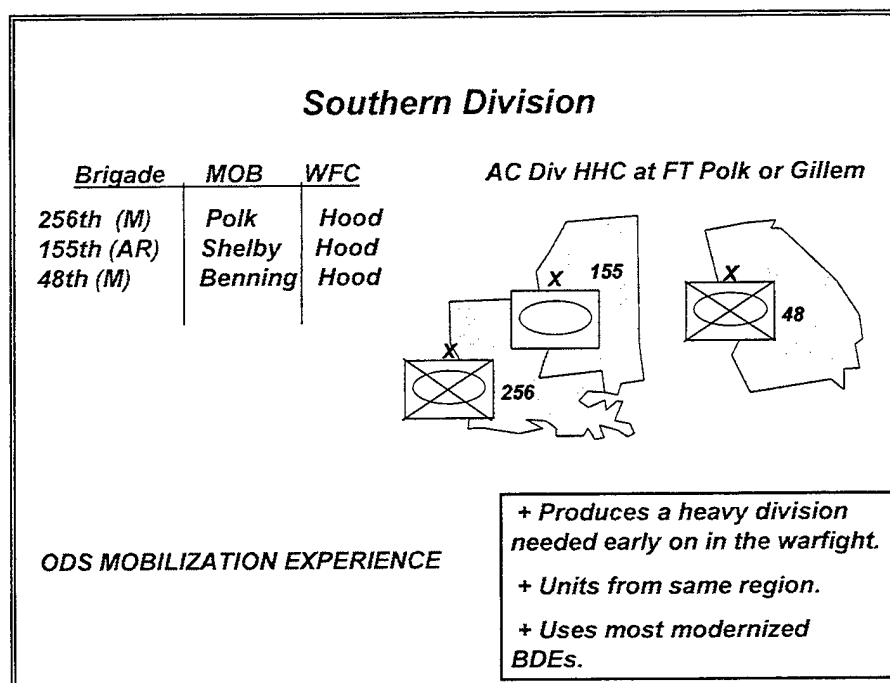 Southern Division
Brigade MOB WFC
256th (M) Polk Hood
155th (AR) Shelby Hood
48th (M) Benning Hood
AC Div HHC at FT Polk or Gillem
X 155
X 256
X 48
ODS MOBILIZATION EXPERIENCE
+ Produces a heavy division
needed early on in the warfight.
+ Units from same region.
+ Uses most modernized
BDEs.